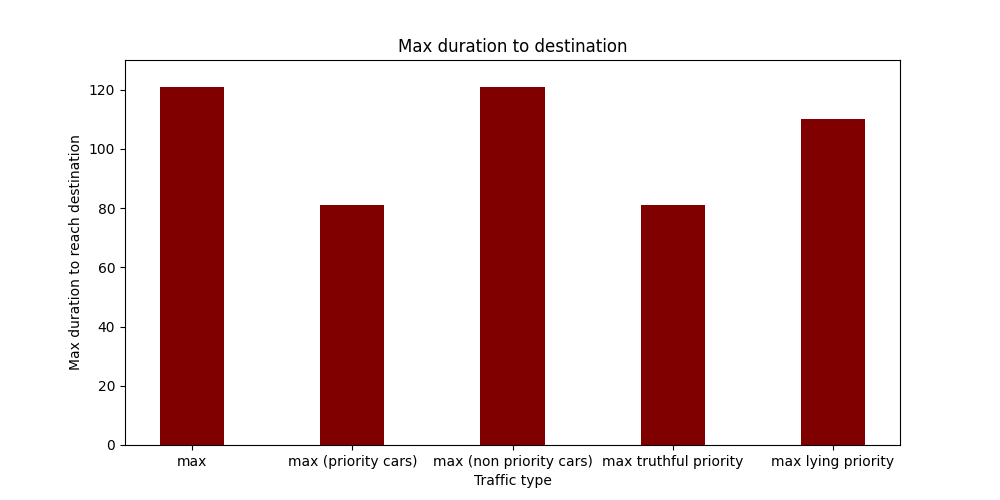 Max duration to destination
Max duration to reach destination
120
100
80
60
40
20
0
max
max (priority cars)
max (non priority cars)
max truthful priority
max lying priority
Traffic type